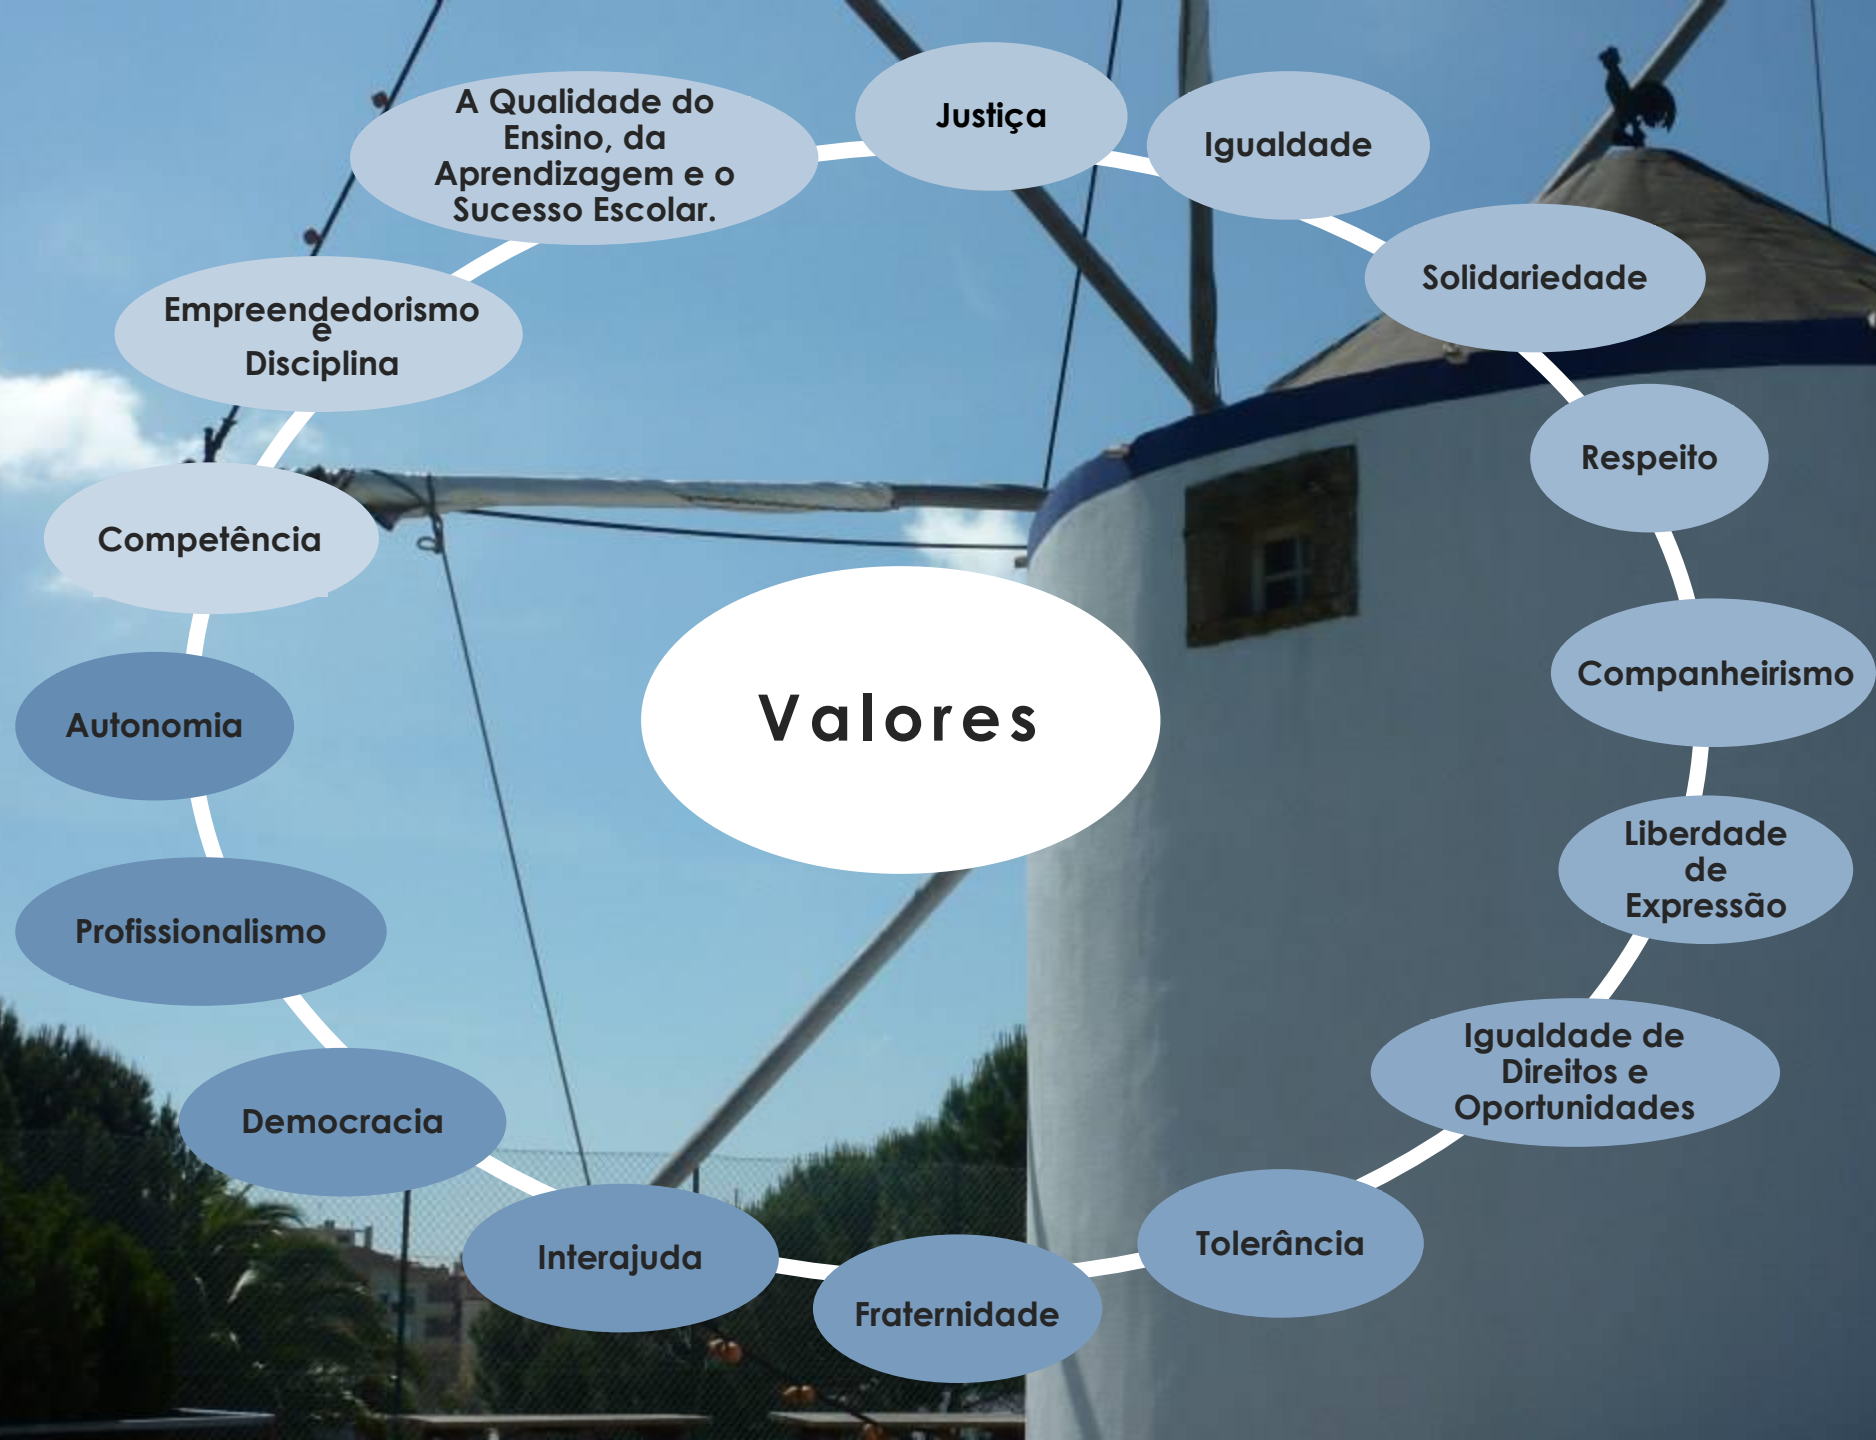 Justiça
Igualdade
Solidariedade
Respeito
Companheirismo
Liberdade
de
Expressão
Igualdade de
Direitos e
Oportunidades
Tolerância
Fraternidade
Interajuda
Democracia
Profissionalismo
Autonomia
Competência
Empreendedorismo
e
Disciplina
A Qualidade do
Ensino, da
Aprendizagem e o
Sucesso Escolar.
Valores